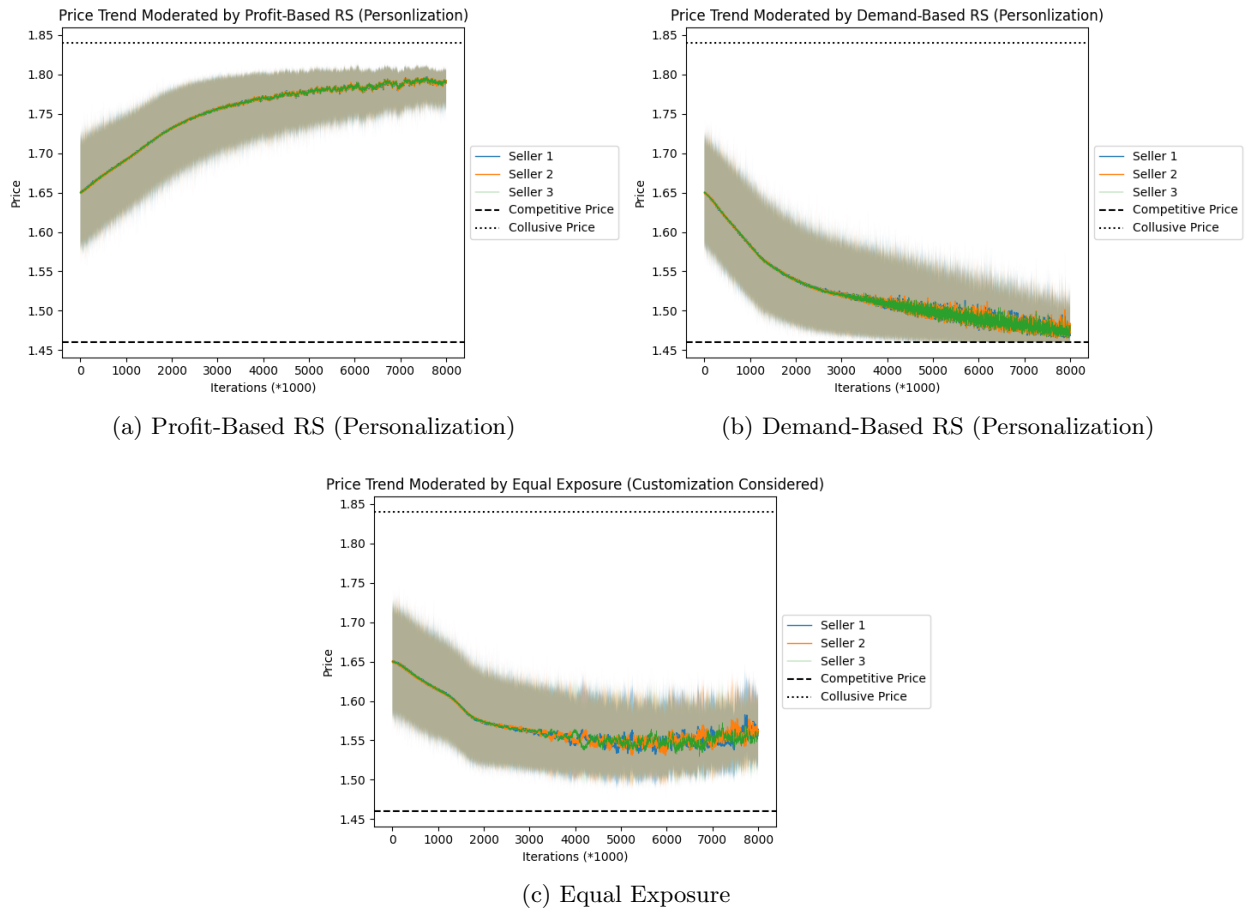 Price Trend Moderated by Profit-Based RS (Personlization)
1.85
1.80
1.75
1.70
1.65
1.60
1.55
1.50
1.45
Price
0 1000 2000 3000 4000 5000 6000 7000 8000
Iterations (*1000)
Seller 1
Seller 2
Seller 3
Competitive Price
Collusive Price
(a) Profit-Based RS (Personalization)
Price Trend Moderated by Demand-Based RS (Personlization)
1.85
1.80
1.75
1.70
1.65
1.60
1.55
1.50
1.45
Price
0 1000 2000 3000 4000 5000 6000 7000 8000
Iterations (*1000)
Seller 1
Seller 2
Seller 3
Competitive Price
Collusive Price
(b) Demand-Based RS (Personalization)
Price Trend Moderated by Equal Exposure (Customization Considered)
1.85
1.80
1.75
1.70
1.65
1.60
1.55
1.50
1.45
Price
0 1000 2000 3000 4000 5000 6000 7000 8000
Iterations (*1000)
Seller 1
Seller 2
Seller 3
Competitive Price
Collusive Price
(c) Equal Exposure